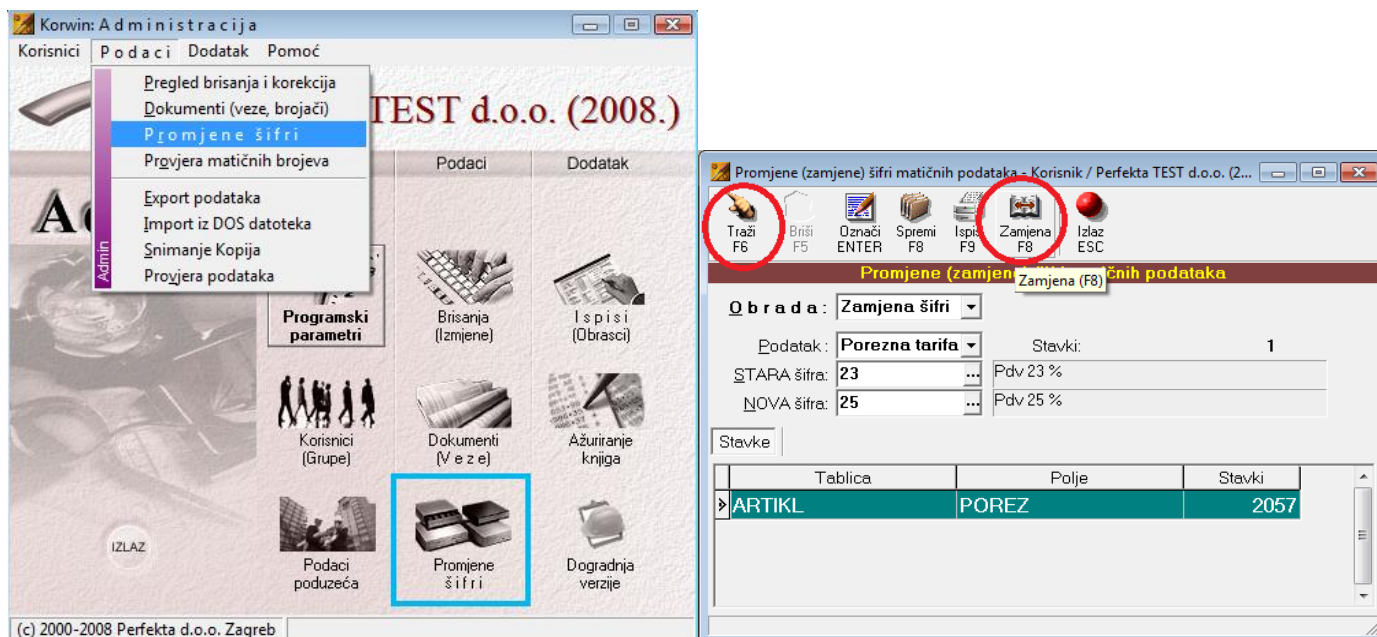 Korwin: A d m i n i s t r a c i j a
Korisnici P o d a c i Dodatak Pomoć
Pregled brisanja i korekcija
Dokumenti (veze, brojači)
P r o m j e n e š i f r i
Provjera matičnih brojeva
Export podataka
Import iz DOS datoteka
Snimanje Kopija
Provjera podataka
Admin
TEST d.o.o. (2008.)
Podaci Dodatak
Programski
parametri
Brisanja
(Izmjene)
I s p i s i
(Obrasci)
Korisnici
(Grupe)
Dokumenti
(V e z e)
Ažuriranje
knjiga
IZLAZ
Podaci
poduzeća
Promjene
š i f r i
Dogradnja
verzije
(c) 2000-2008 Perfekta d.o.o. Zagreb
Promjene (zamjene) šifri matičnih podataka - Korisnik / Perfekta TEST d.o.o. (2...
Traži
F6
Briši
F5
Označi
ENTER
Spremi
F8
Ispis
F9
Zamjena
F8
Izlaz
ESC
Promjene (zamjene) podataka
Zamjena (F8)
O b r a d a : Zamjena šifri
Podatak : Porezna tarifa Stavki: 1
STARA šifra: 23 ... Pdv 23 %
NOVA šifra: 25 ... Pdv 25 %
Stavke
Tablica Polje Stavki
ARTIKL POREZ 2057